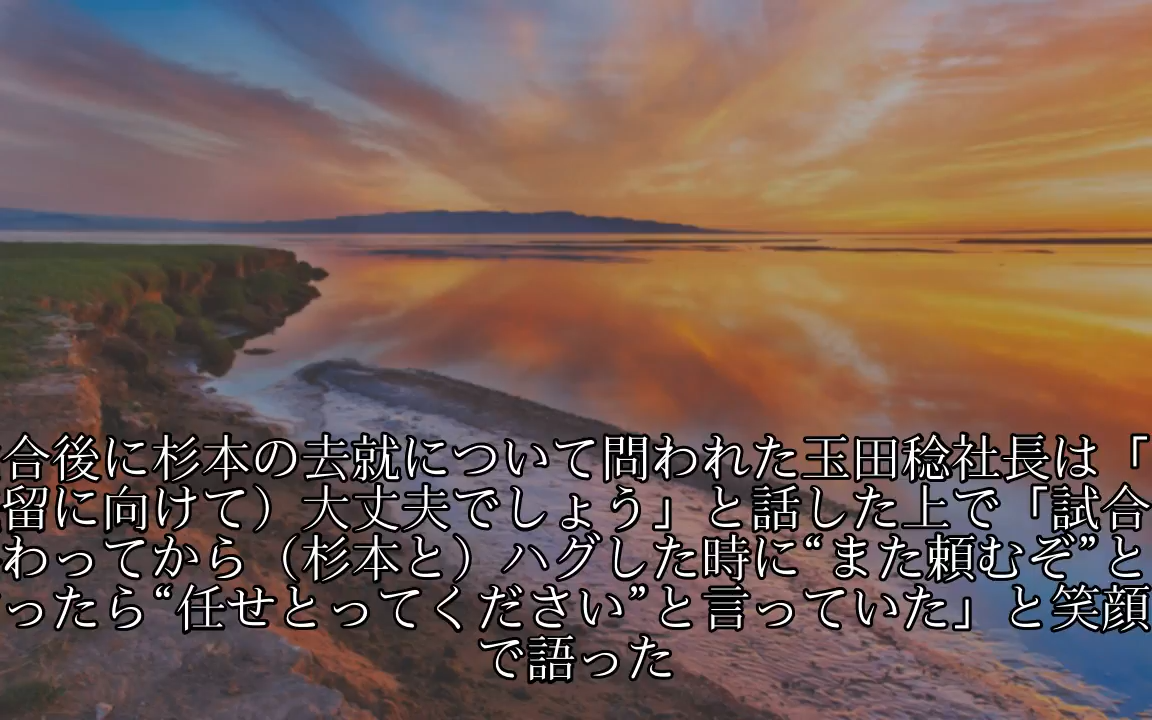 合後に杉本の去就について問われた玉田稔社長は「
留に向けて）大丈夫でしょう」と話した上で「試合
わってから（杉本と）ハグした時に“また頼むぞ”と
ったら“任せとってください”と言っていた」と笑顔
で語った